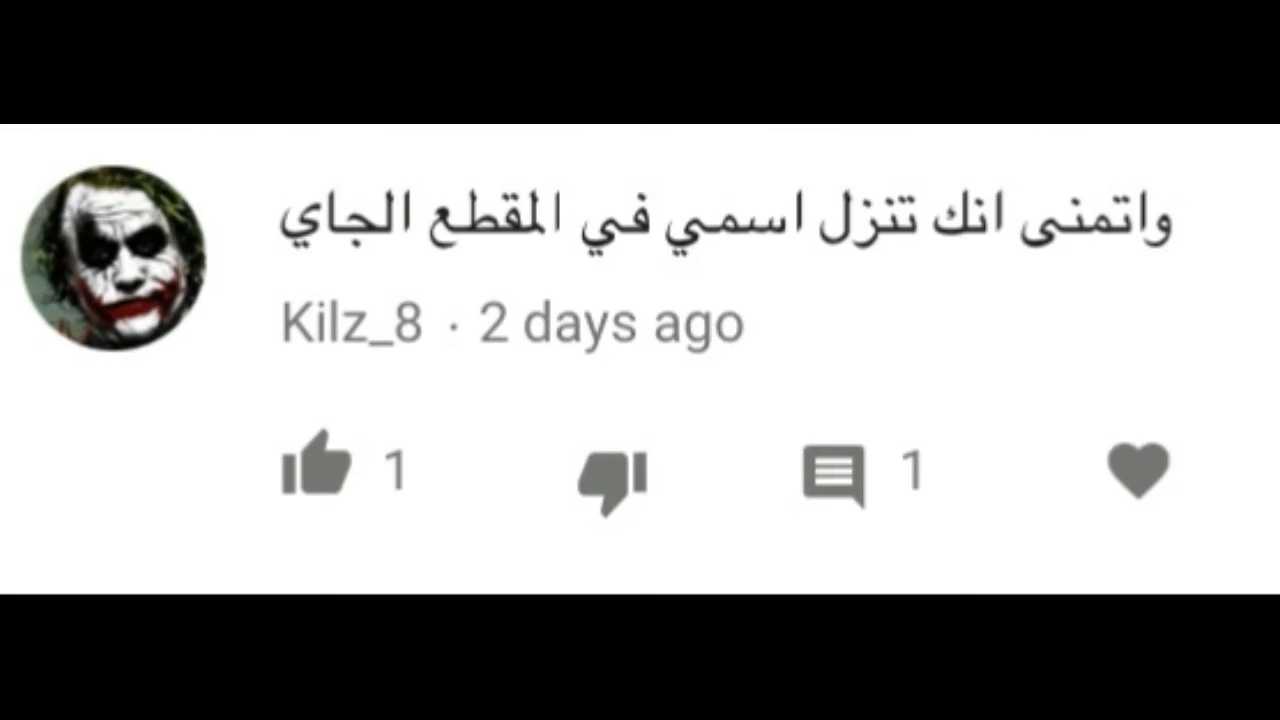 واتمنى انك تنزل اسمي في المقطع الجاي
Kilz_8 · 2 days ago
1 1